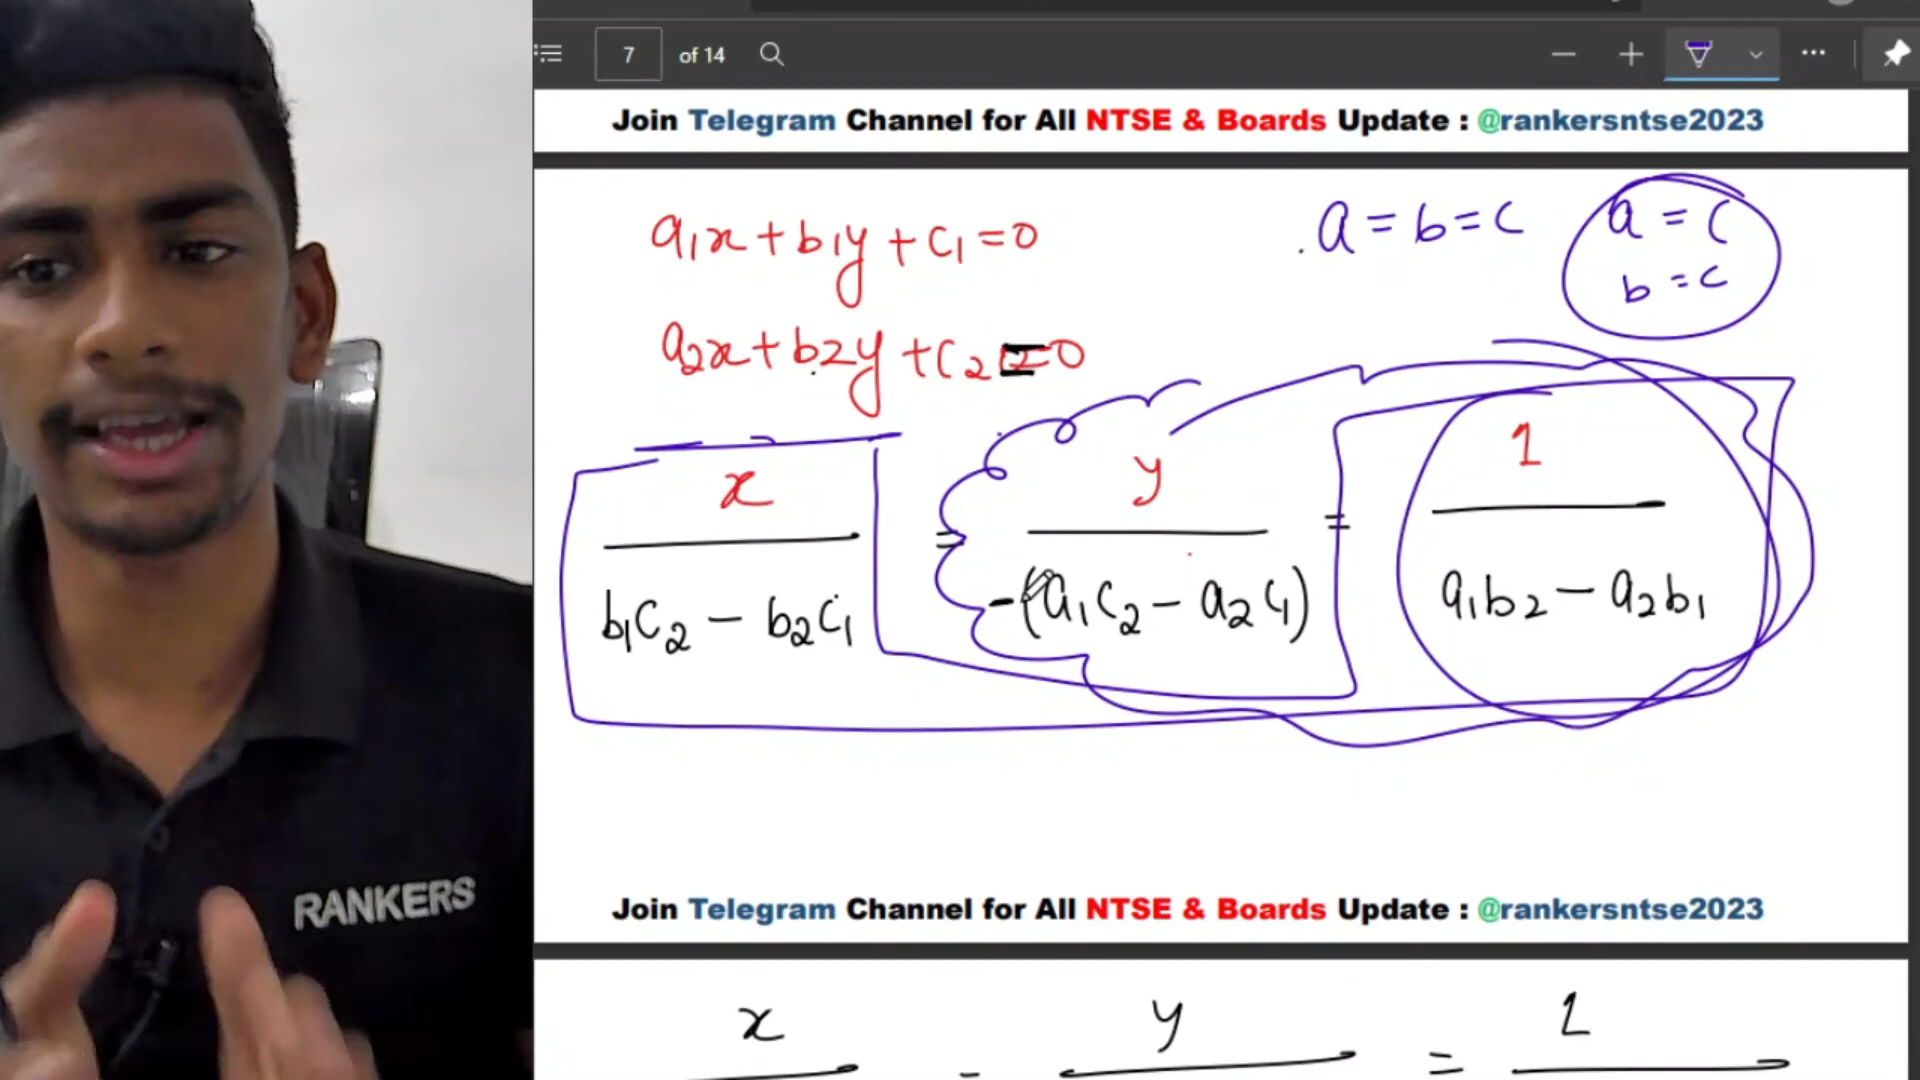 7 of 14
Join Telegram Channel for All NTSE & Boards Update : @rankersntse2023
a₁x + b₁y + c₁ = 0
a = b = c
a = c
b = c
a₂x + b₂y + c₂ = 0
x/(b₁c₂ - b₂c₁) = y/(-(a₁c₂ - a₂c₁)) = 1/(a₁b₂ - a₂b₁)
RANKERS
Join Telegram Channel for All NTSE & Boards Update : @rankersntse2023
x y = 1